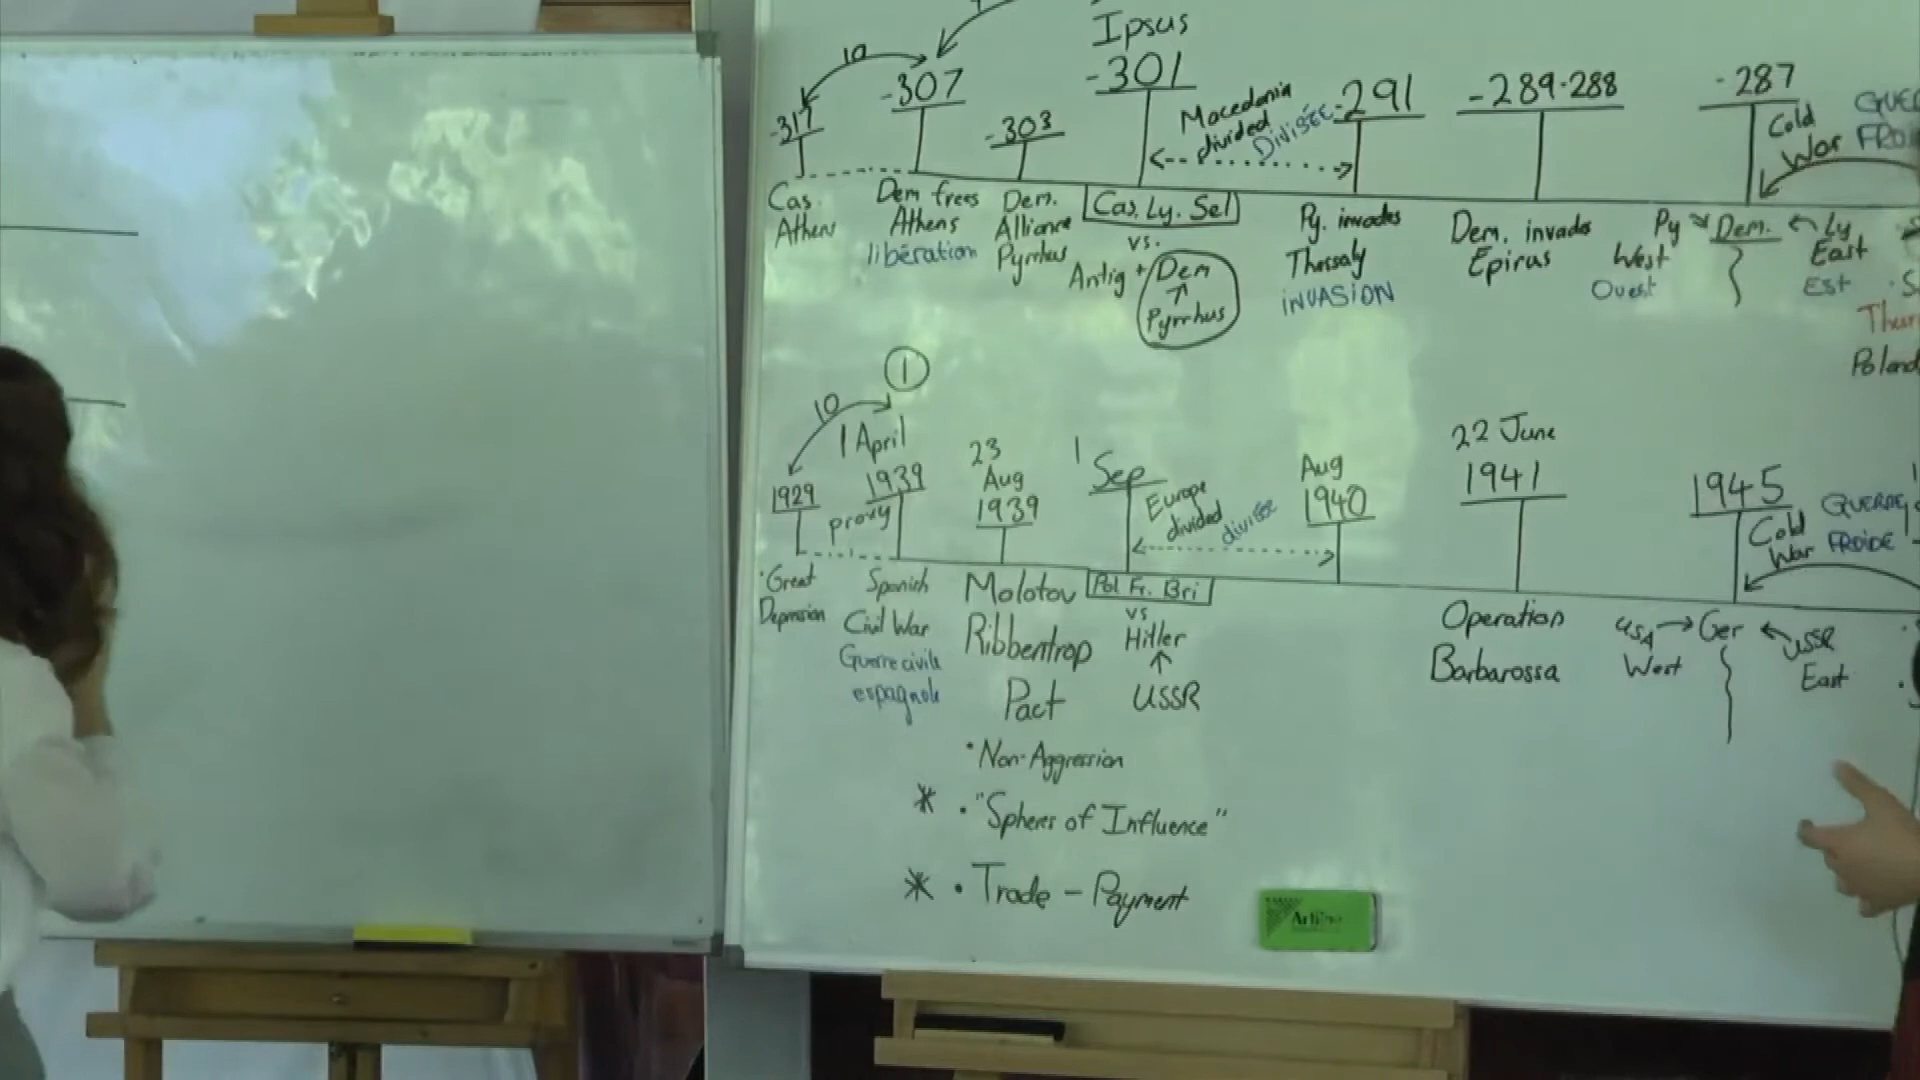 Ipsus
10
-317
-307
-303
-301
Macedonia
divided
DiViSÉE
-291
-289-288
-287
Cold
War
Cas.
Athens
Dem frees
Athens
libération
Dem.
Alliance
Pyrrhus
Cas. Ly. Sel
vs.
Antig + Dem
Pyrrhus
Py. invades
Thessaly
iNVASiON
Dem. invades
Epirus
Py
West
Ouest
Dem.
Ly
East
Est
Poland
1
10
1929
1 April
1939
proxy
23
Aug
1939
1
Sep
Europe
divided
divisée
Aug
1940
22 June
1941
1945
Cold
War
FROiDE
Great
Depression
Spanish
Civil War
Guerre civile
espagnole
Molotov
Ribbentrop
Pact
Pol Fr. Bri
vs
Hitler
USSR
Operation
Barbarossa
USA
West
Ger
USSR
East
• Non-Aggression
* • "Spheres of Influence"
* • Trade - Payment